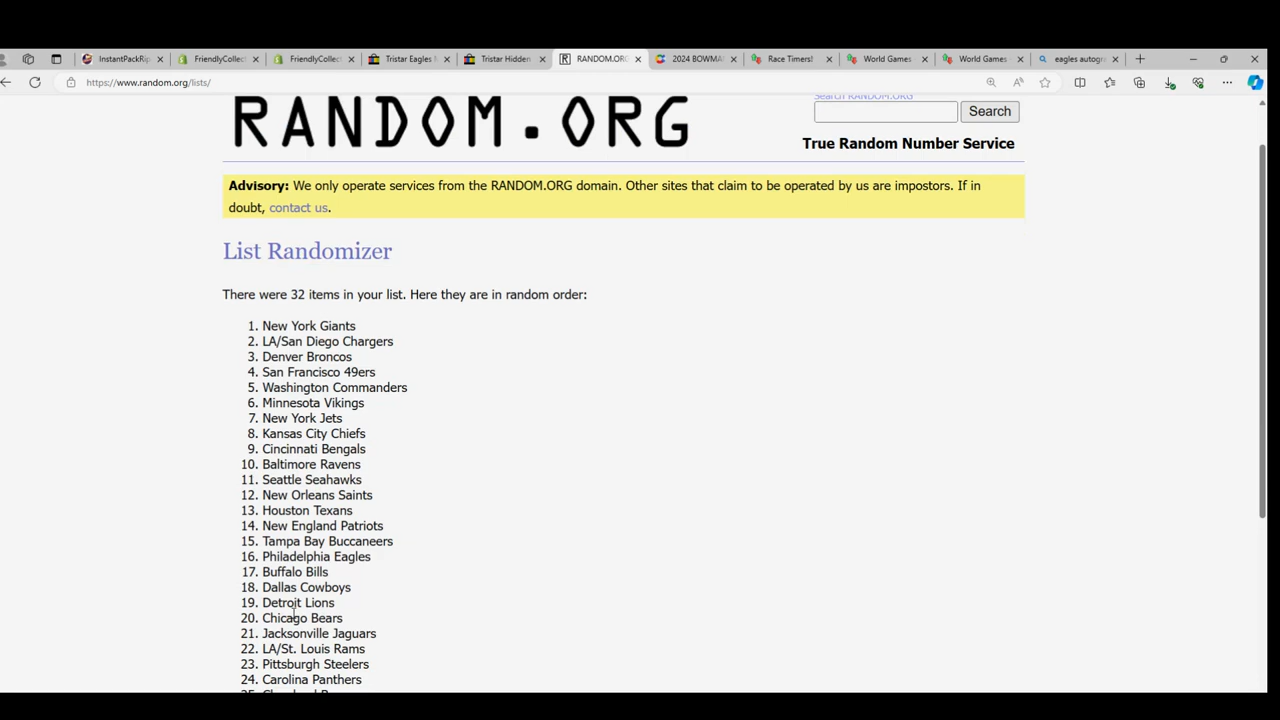 InstantPackRip
FriendlyCollect
FriendlyCollect
Tristar Eagles
Tristar Hidden
RANDOM.ORG
2024 BOWMAN
Race Timers!
World Games
World Games
eagles autogr
https://www.random.org/lists/
RANDOM.ORG
Search RANDOM.ORG
Search
True Random Number Service
Advisory: We only operate services from the RANDOM.ORG domain. Other sites that claim to be operated by us are impostors. If in
doubt, contact us.
List Randomizer
There were 32 items in your list. Here they are in random order:
1. New York Giants
2. LA/San Diego Chargers
3. Denver Broncos
4. San Francisco 49ers
5. Washington Commanders
6. Minnesota Vikings
7. New York Jets
8. Kansas City Chiefs
9. Cincinnati Bengals
10. Baltimore Ravens
11. Seattle Seahawks
12. New Orleans Saints
13. Houston Texans
14. New England Patriots
15. Tampa Bay Buccaneers
16. Philadelphia Eagles
17. Buffalo Bills
18. Dallas Cowboys
19. Detroit Lions
20. Chicago Bears
21. Jacksonville Jaguars
22. LA/St. Louis Rams
23. Pittsburgh Steelers
24. Carolina Panthers